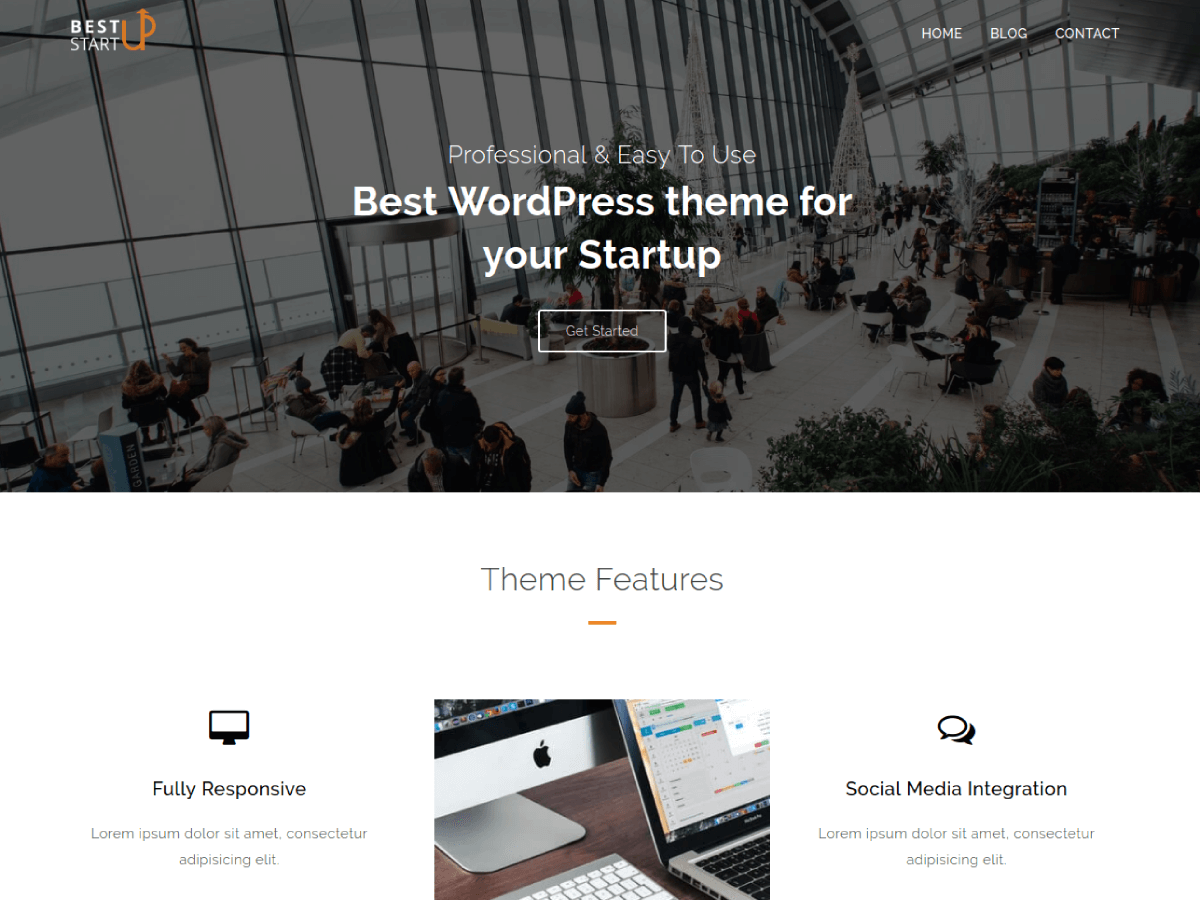 BEST
START UP
HOME BLOG CONTACT
Professional & Easy To Use
Best WordPress theme for
your Startup
Get Started
GARDEN
Theme Features
Fully Responsive
Lorem ipsum dolor sit amet, consectetur
adipisicing elit.
Social Media Integration
Lorem ipsum dolor sit amet, consectetur
adipisicing elit.